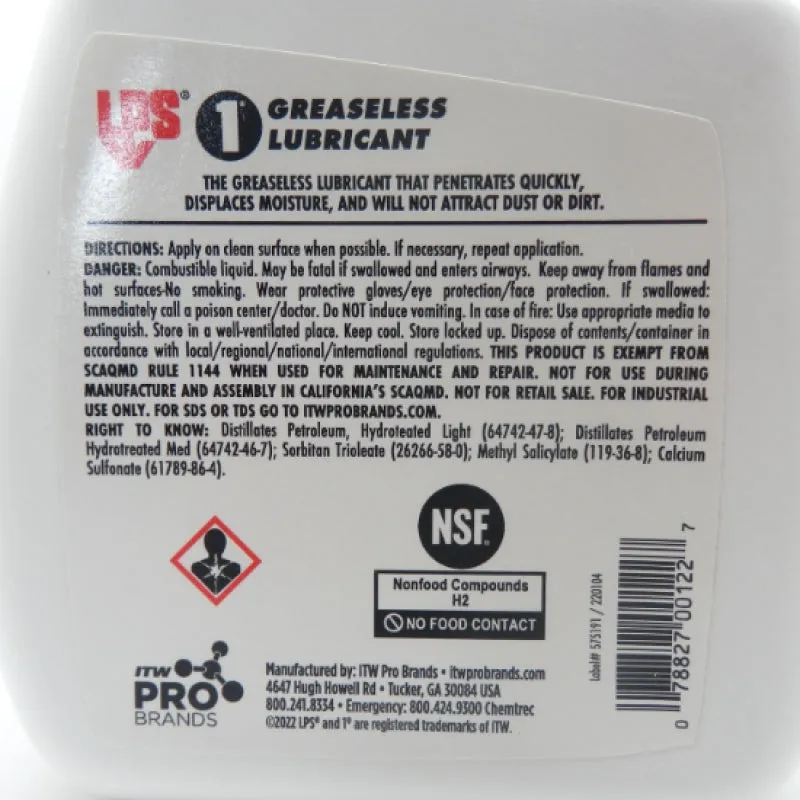 LPS® 1® GREASELESS
LUBRICANT
THE GREASELESS LUBRICANT THAT PENETRATES QUICKLY,
DISPLACES MOISTURE, AND WILL NOT ATTRACT DUST OR DIRT.
DIRECTIONS: Apply on clean surface when possible. If necessary, repeat application.
DANGER: Combustible liquid. May be fatal if swallowed and enters airways. Keep away from flames and
hot surfaces-No smoking. Wear protective gloves/eye protection/face protection. If swallowed:
Immediately call a poison center/doctor. Do NOT induce vomiting. In case of fire: Use appropriate media to
extinguish. Store in a well-ventilated place. Keep cool. Store locked up. Dispose of contents/container in
accordance with local/regional/national/international regulations. THIS PRODUCT IS EXEMPT FROM
SCAQMD RULE 1144 WHEN USED FOR MAINTENANCE AND REPAIR. NOT FOR USE DURING
MANUFACTURE AND ASSEMBLY IN CALIFORNIA'S SCAQMD. NOT FOR RETAIL SALE. FOR INDUSTRIAL
USE ONLY. FOR SDS OR TDS GO TO ITWPROBRANDS.COM.
RIGHT TO KNOW: Distillates Petroleum, Hydroteated Light (64742-47-8); Distillates Petroleum
Hydrotreated Med (64742-46-7); Sorbitan Trioleate (26266-58-0); Methyl Salicylate (119-36-8); Calcium
Sulfonate (61789-86-4).
NSF®
Nonfood Compounds
H2
NO FOOD CONTACT
Label# 575191 / 220104
0 78827 00122 7
ITW
PRO
BRANDS
Manufactured by: ITW Pro Brands • itwprobrands.com
4647 Hugh Howell Rd • Tucker, GA 30084 USA
800.241.8334 • Emergency: 800.424.9300 Chemtrec
©2022 LPS® and 1® are registered trademarks of ITW.